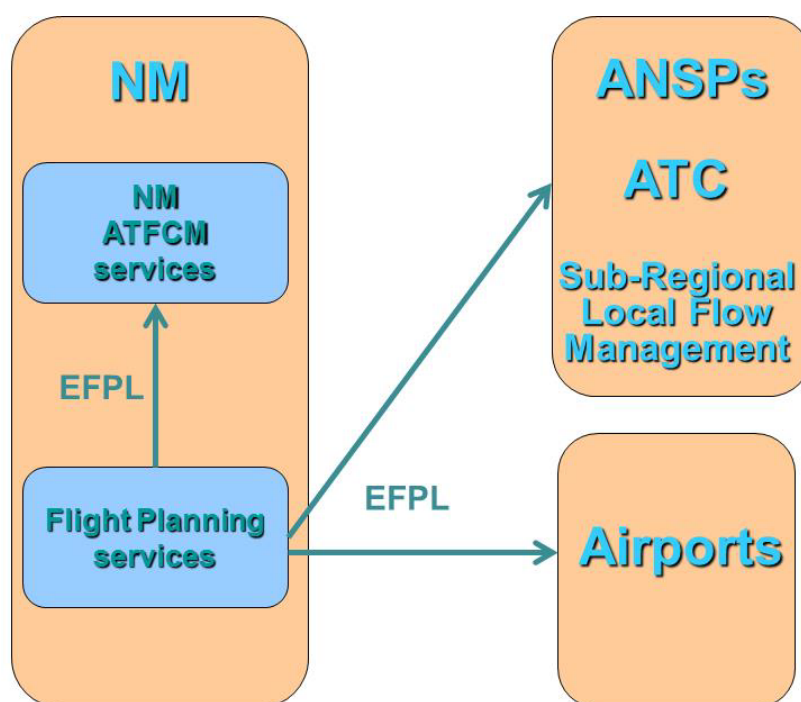 NM
NM
ATFCM
services
EFPL
Flight Planning
services
ANSPs
ATC
Sub-Regional
Local Flow
Management
EFPL
Airports